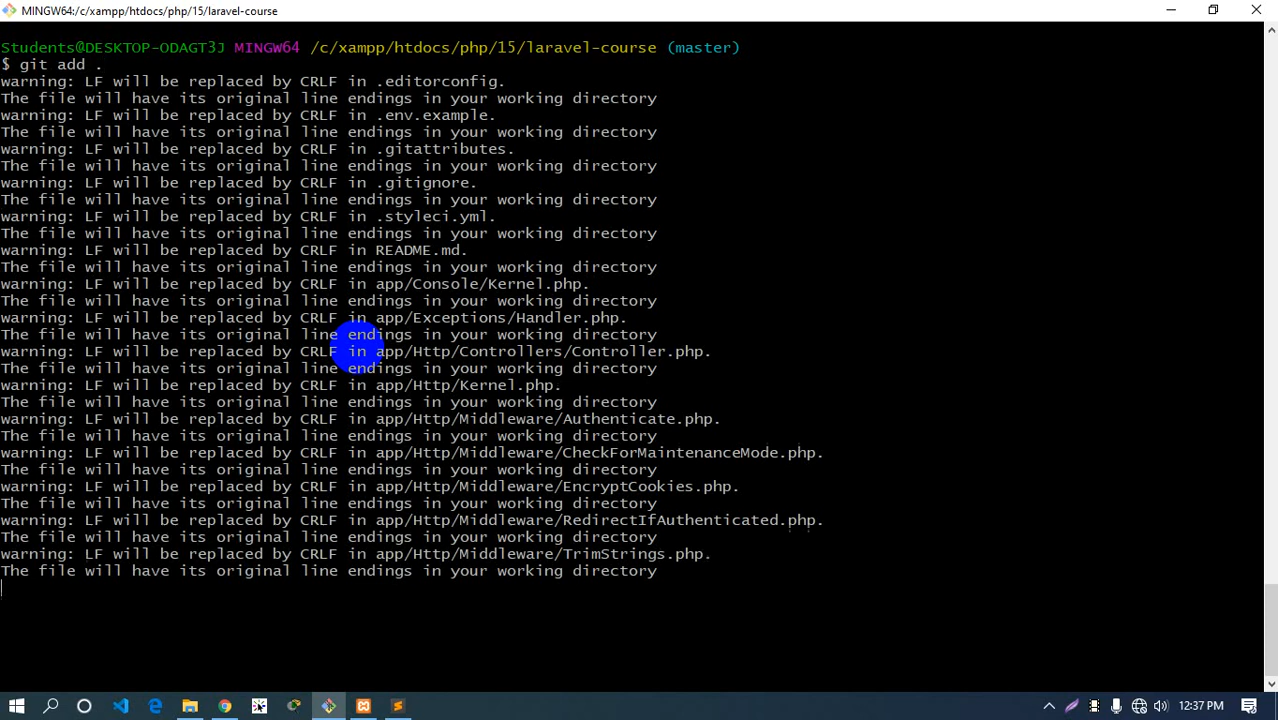 MINGW64:/c/xampp/htdocs/php/15/laravel-course
Students@DESKTOP-ODAGT3J MINGW64 /c/xampp/htdocs/php/15/laravel-course (master)
$ git add .
warning: LF will be replaced by CRLF in .editorconfig.
The file will have its original line endings in your working directory
warning: LF will be replaced by CRLF in .env.example.
The file will have its original line endings in your working directory
warning: LF will be replaced by CRLF in .gitattributes.
The file will have its original line endings in your working directory
warning: LF will be replaced by CRLF in .gitignore.
The file will have its original line endings in your working directory
warning: LF will be replaced by CRLF in .styleci.yml.
The file will have its original line endings in your working directory
warning: LF will be replaced by CRLF in README.md.
The file will have its original line endings in your working directory
warning: LF will be replaced by CRLF in app/Console/Kernel.php.
The file will have its original line endings in your working directory
warning: LF will be replaced by CRLF in app/Exceptions/Handler.php.
The file will have its original line endings in your working directory
warning: LF will be replaced by CRLF in app/Http/Controllers/Controller.php.
The file will have its original line endings in your working directory
warning: LF will be replaced by CRLF in app/Http/Kernel.php.
The file will have its original line endings in your working directory
warning: LF will be replaced by CRLF in app/Http/Middleware/Authenticate.php.
The file will have its original line endings in your working directory
warning: LF will be replaced by CRLF in app/Http/Middleware/CheckForMaintenanceMode.php.
The file will have its original line endings in your working directory
warning: LF will be replaced by CRLF in app/Http/Middleware/EncryptCookies.php.
The file will have its original line endings in your working directory
warning: LF will be replaced by CRLF in app/Http/Middleware/RedirectIfAuthenticated.php.
The file will have its original line endings in your working directory
warning: LF will be replaced by CRLF in app/Http/Middleware/TrimStrings.php.
The file will have its original line endings in your working directory
12:37 PM